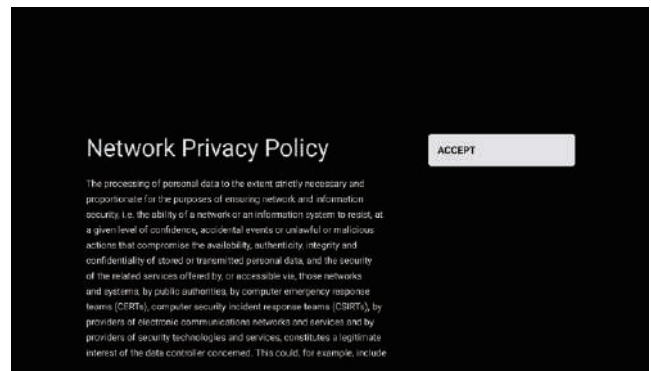 Network Privacy Policy
ACCEPT
The processing of personal data to the extent strictly necessary and
proportionate for the purposes of ensuring network and information
security, i.e. the ability of a network or an information system to resist, at
a given level of confidence, accidental events or unlawful or malicious
actions that compromise the availability, authenticity, integrity and
confidentiality of stored or transmitted personal data, and the security
of the related services offered by, or accessible via, those networks
and systems, by public authorities, by computer emergency response
teams (CERTs), computer security incident response teams (CSIRTs), by
providers of electronic communications networks and services and by
providers of security technologies and services, constitutes a legitimate
interest of the data controller concerned. This could, for example, include